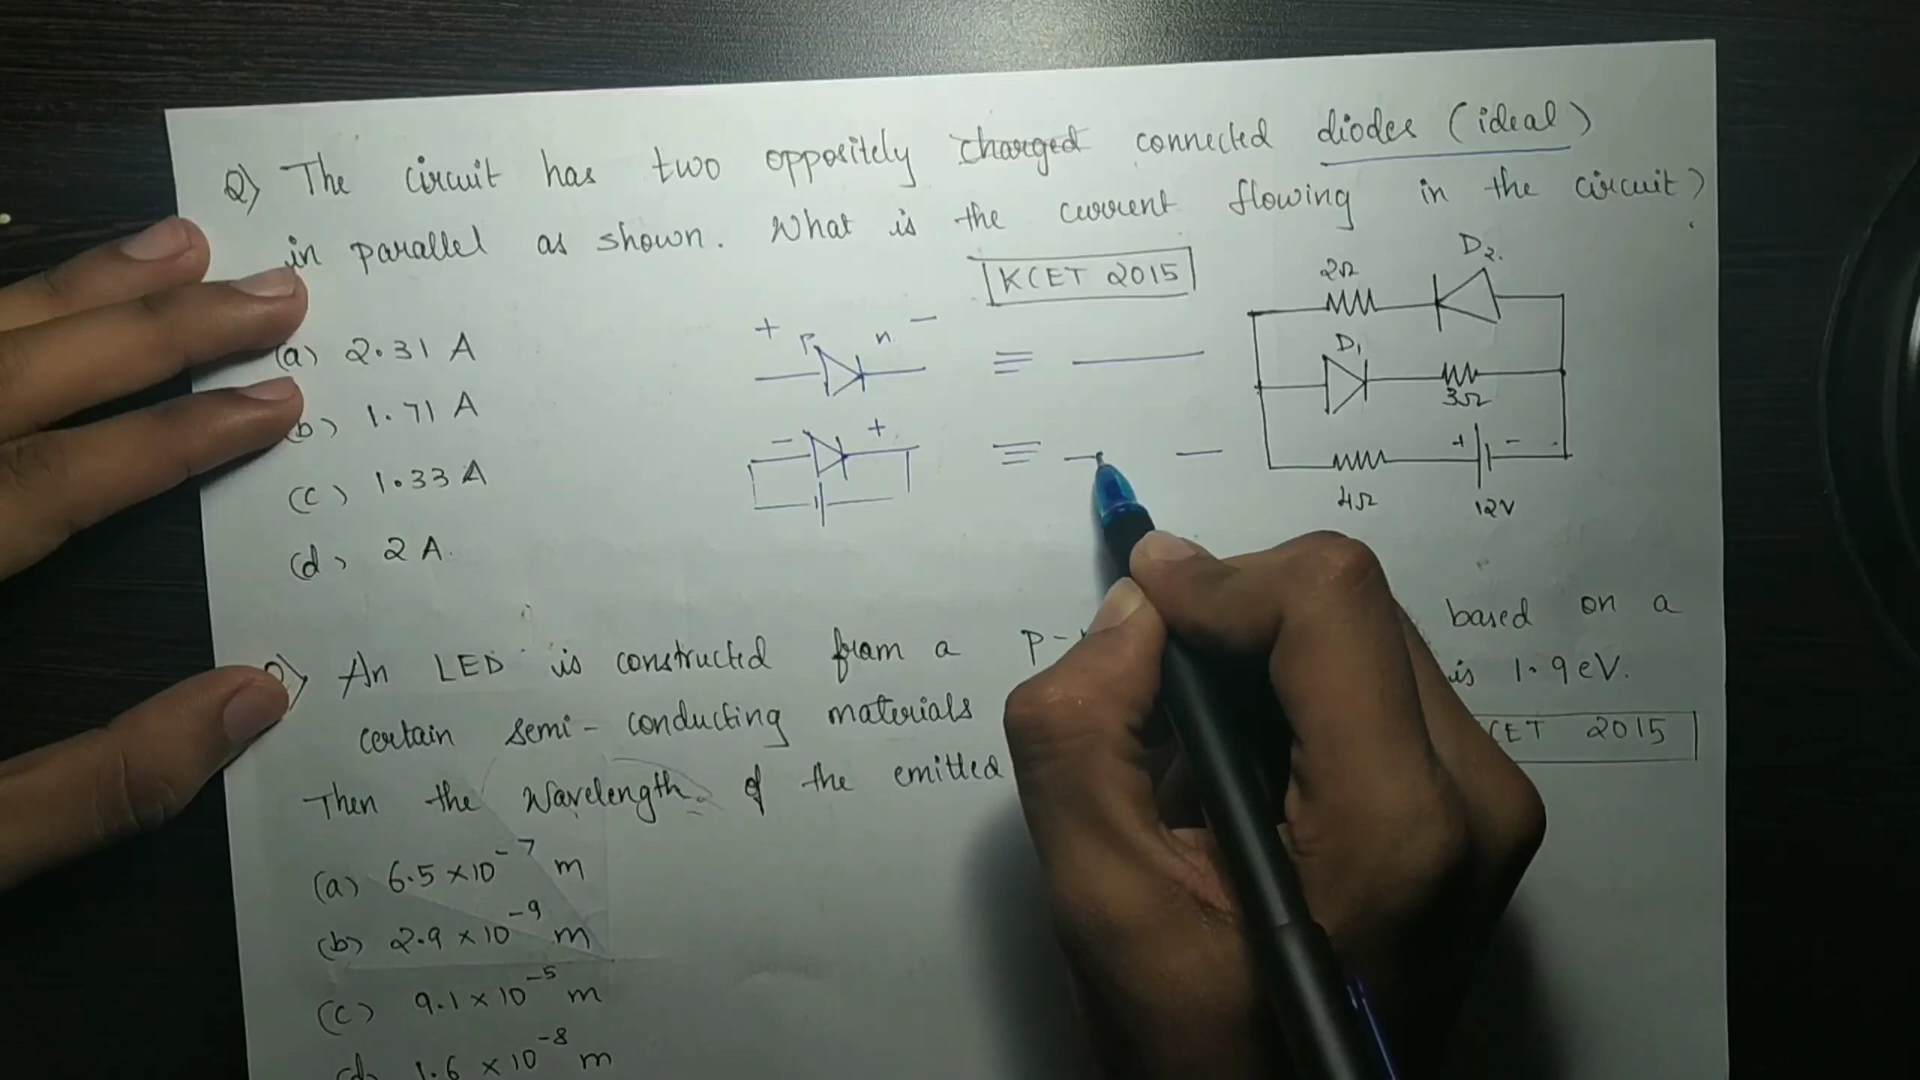 Q) The circuit has two oppositely charged connected diodes (ideal)
in parallel as shown. What is the current flowing in the circuit?
KCET 2015
(a) 2.31 A
(b) 1.71 A
(c) 1.33 A
(d) 2 A.
+ P n - ≡
- + ≡
2Ω D2.
D1 3Ω
+ -
4Ω 12V
Q) An LED is constructed from a P- based on a
certain semi-conducting materials is 1.9eV.
Then the wavelength of the emitted CET 2015
(a) 6.5 × 10⁻⁷ m
(b) 2.9 × 10⁻⁹ m
(c) 9.1 × 10⁻⁵ m
(d) 1.6 × 10⁻⁸ m